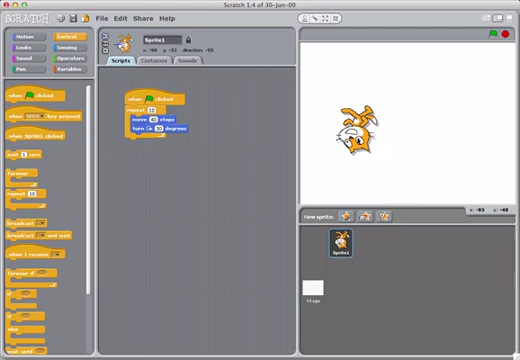 Scratch 1.4 of 30-Jun-09
SCRATCH
File Edit Share Help
Motion
Control
Looks
Sensing
Sound
Operators
Pen
Variables
Sprite1
direction
Scripts
Costumes
Sounds
when clicked
when space key pressed
when Sprite1 clicked
wait 1 secs
forever
repeat 10
broadcast
broadcast and wait
when I receive
forever if
if
if
else
wait until
when clicked
repeat
move 40 steps
turn 30 degrees
New sprite:
Sprite1
Stage